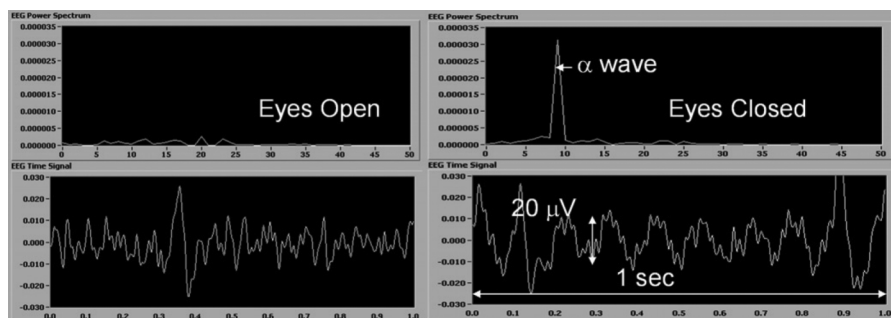 EEG Power Spectrum
0.000035
0.000030
0.000025
0.000020
0.000015
0.000010
0.000005
0.000000
Eyes Open
0 5 10 15 20 25 30 35 40 45 50
EEG Time Signal
0.030
0.020
0.010
0.000
-0.010
-0.020
-0.030
0.0 0.1 0.2 0.3 0.4 0.5 0.6 0.7 0.8 0.9 1.0
EEG Power Spectrum
0.000035
0.000030
0.000025
0.000020
0.000015
0.000010
0.000005
0.000000
α wave
Eyes Closed
0 5 10 15 20 25 30 35 40 45 50
EEG Time Signal
0.030
0.020
0.010
0.000
-0.010
-0.020
-0.030
20 μV
1 sec
0.0 0.1 0.2 0.3 0.4 0.5 0.6 0.7 0.8 0.9 1.0